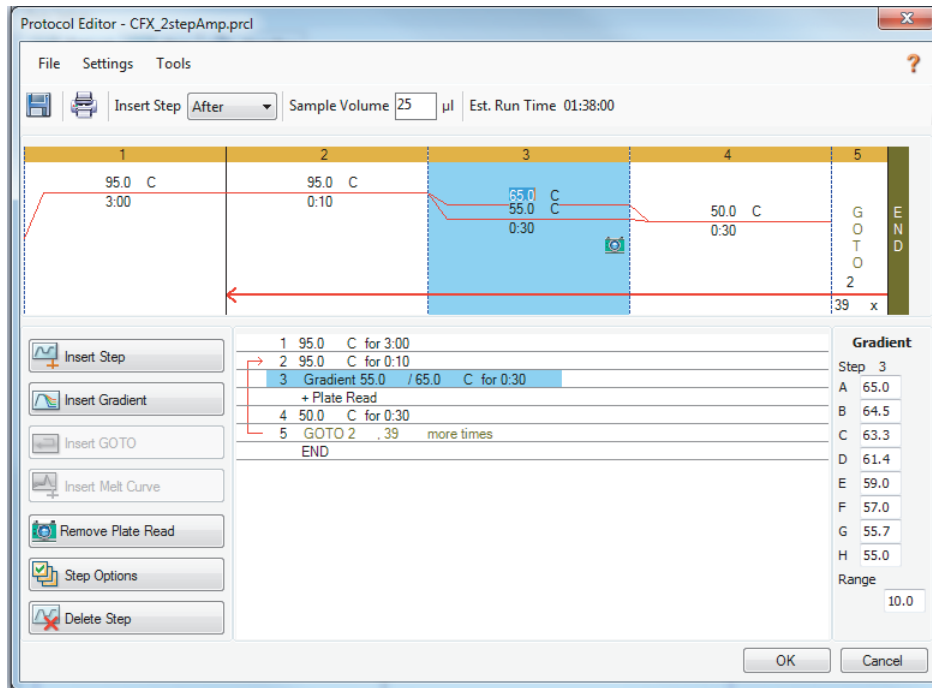 Protocol Editor - CFX_2stepAmp.prcl
x
File Settings Tools ?
Insert Step After Sample Volume 25 µl Est. Run Time 01:38:00
1 2 3 4 5
95.0 C
3:00
95.0 C
0:10
65.0 C
55.0 C
0:30
50.0 C
0:30
G
O
T
O
2
39 x
E
N
D
Insert Step
Insert Gradient
Insert GOTO
Insert Melt Curve
Remove Plate Read
Step Options
Delete Step
1 95.0 C for 3:00
2 95.0 C for 0:10
3 Gradient 55.0 / 65.0 C for 0:30
+ Plate Read
4 50.0 C for 0:30
5 GOTO 2 , 39 more times
END
Gradient
Step 3
A 65.0
B 64.5
C 63.3
D 61.4
E 59.0
F 57.0
G 55.7
H 55.0
Range
10.0
OK Cancel